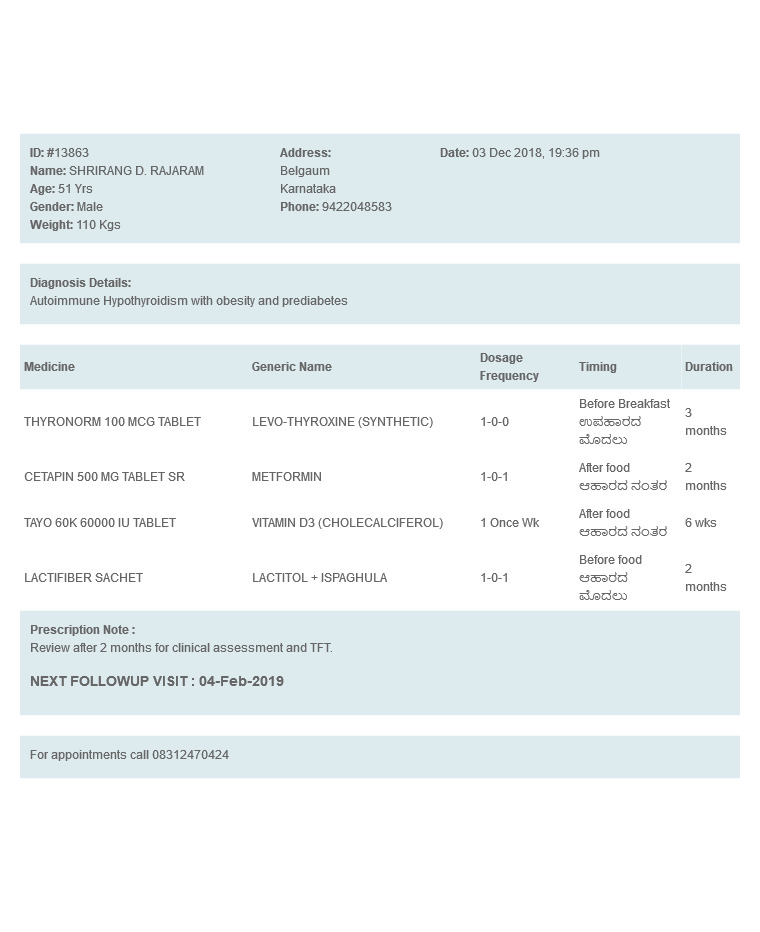 ID: #13863
Name: SHRIRANG D. RAJARAM
Age: 51 Yrs
Gender: Male
Weight: 110 Kgs
Address:
Belgaum
Karnataka
Phone: 9422048583
Date: 03 Dec 2018, 19:36 pm
Diagnosis Details:
Autoimmune Hypothyroidism with obesity and prediabetes
Medicine Generic Name Dosage Frequency Timing Duration
THYRONORM 100 MCG TABLET LEVO-THYROXINE (SYNTHETIC) 1-0-0 Before Breakfast ಉಪಹಾರದ ಮೊದಲು 3 months
CETAPIN 500 MG TABLET SR METFORMIN 1-0-1 After food ಆಹಾರದ ನಂತರ 2 months
TAYO 60K 60000 IU TABLET VITAMIN D3 (CHOLECALCIFEROL) 1 Once Wk After food ಆಹಾರದ ನಂತರ 6 wks
LACTIFIBER SACHET LACTITOL + ISPAGHULA 1-0-1 Before food ಆಹಾರದ ಮೊದಲು 2 months
Prescription Note :
Review after 2 months for clinical assessment and TFT.
NEXT FOLLOWUP VISIT : 04-Feb-2019
For appointments call 08312470424